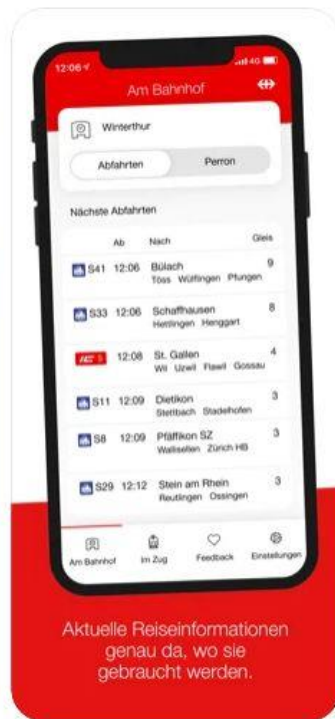 12:06
4G
Am Bahnhof
Winterthur
Abfahrten Perron
Nächste Abfahrten
Ab Nach Gleis
S41 12:06 Bülach 9
Töss Wülflingen Pfungen
S33 12:06 Schaffhausen 8
Hettlingen Henggart
IC 5 12:08 St. Gallen 4
Wil Uzwil Flawil Gossau
S11 12:09 Dietikon 3
Stettbach Stadelhofen
S8 12:09 Pfäffikon SZ 3
Wallisellen Zürich HB
S29 12:12 Stein am Rhein 3
Reutlingen Ossingen
Am Bahnhof Im Zug Feedback Einstellungen
Aktuelle Reiseinformationen
genau da, wo sie
gebraucht werden.